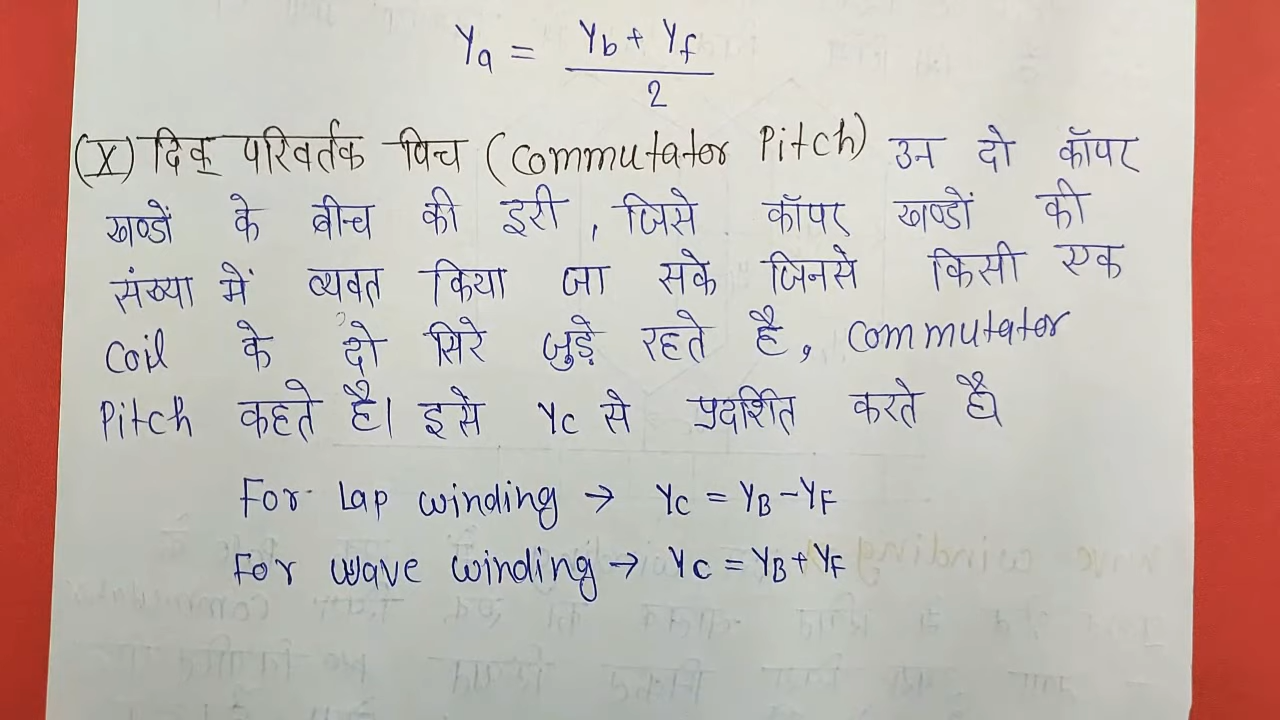 Ya = (Yb + Yf) / 2
(X) दिक् परिवर्तक पिच (Commutator Pitch) उन दो कॉपर
खण्डों के बीच की दूरी , जिसे कॉपर खण्डों की
संख्या में व्यक्त किया जा सके जिनसे किसी एक
Coil के दो सिरे जुड़े रहते है, Commutator
Pitch कहते है। इसे Yc से प्रदर्शित करते है।
For Lap winding → Yc = YB - YF
For wave winding → Yc = YB + YF